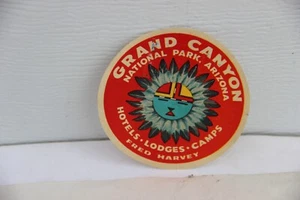 GRAND CANYON
NATIONAL PARK, ARIZONA
HOTELS · LODGES · CAMPS
FRED HARVEY